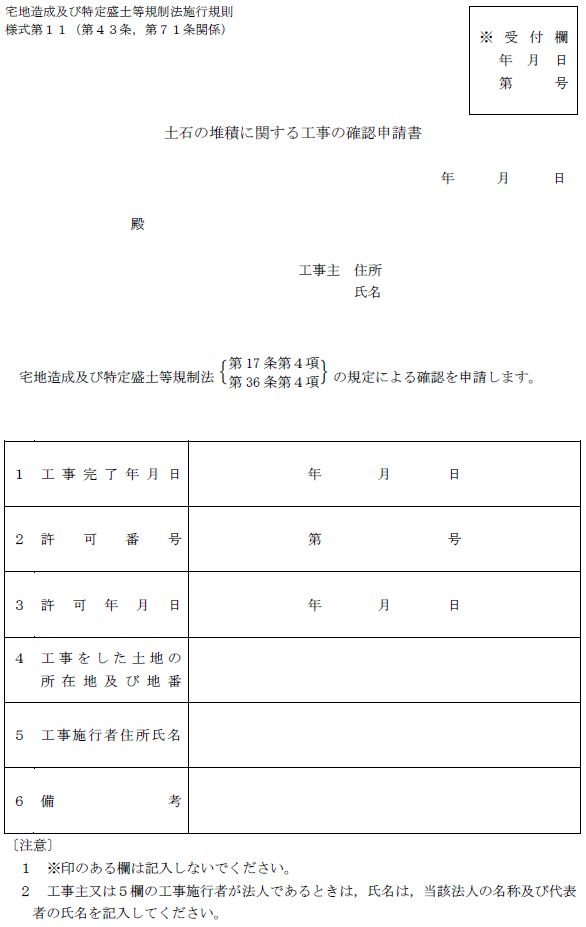 宅地造成及び特定盛土等規制法施行規則
様式第１１（第４３条，第７１条関係）
※ 受 付 欄
年 月 日
第 号
土石の堆積に関する工事の確認申請書
年 月 日
殿
工事主 住所
氏名
第 17 条第４項
宅地造成及び特定盛土等規制法 の規定による確認を申請します。
第 36 条第４項
1 工 事 完 了 年 月 日 年 月 日
2 許 可 番 号 第 号
3 許 可 年 月 日 年 月 日
4 工事をした土地の
所在地及び地番
5 工事施行者住所氏名
6 備 考
〔注意〕
1 ※印のある欄は記入しないでください。
2 工事主又は５欄の工事施行者が法人であるときは，氏名は，当該法人の名称及び代表
者の氏名を記入してください。